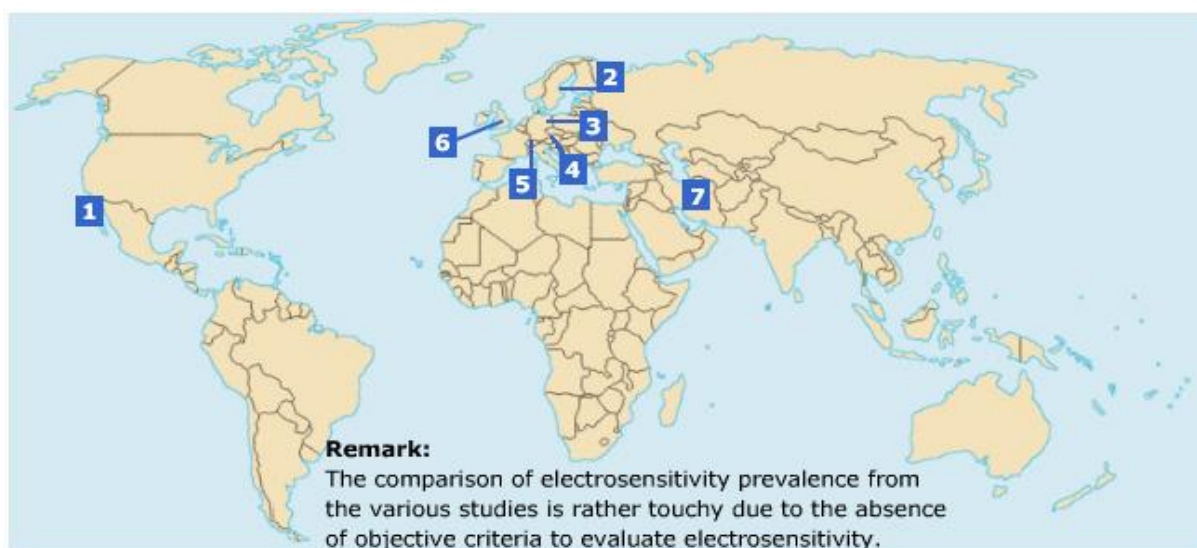 2
3
6
4
5
7
1
Remark:
The comparison of electrosensitivity prevalence from
the various studies is rather touchy due to the absence
of objective criteria to evaluate electrosensitivity.